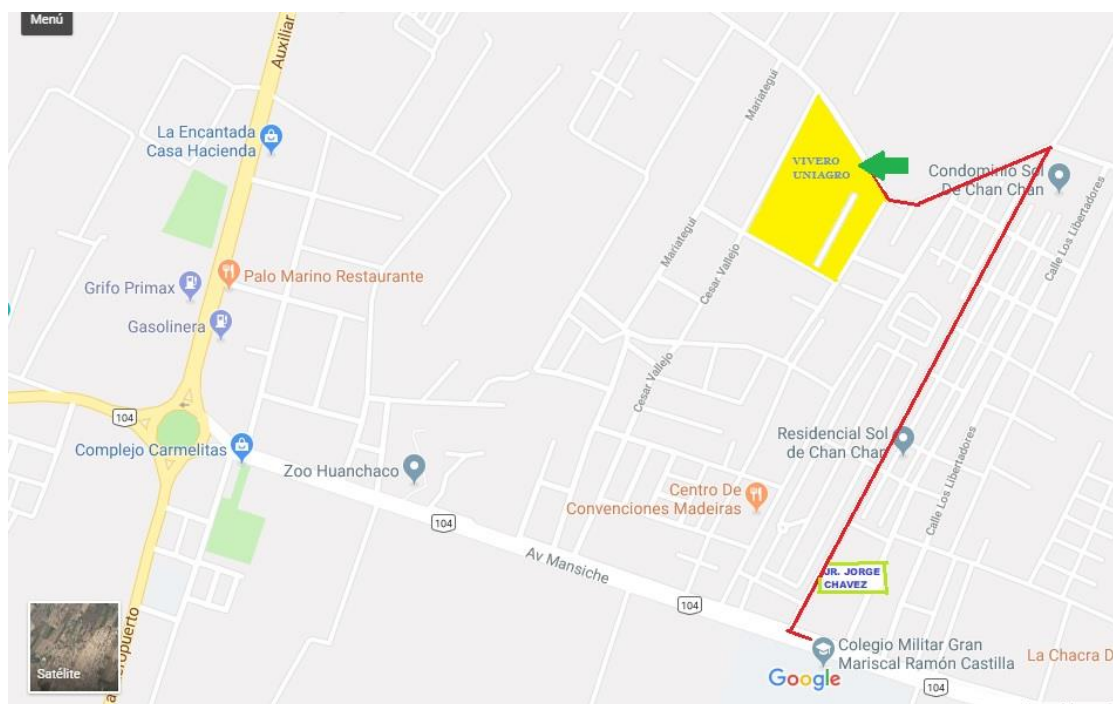 Menú
Auxiliar
La Encantada
Casa Hacienda
Mariategui
VIVERO
UNIAGRO
Condominio Sol
De Chan Chan
Calle Los Libertadores
Mariategui
Cesar Vallejo
Palo Marino Restaurante
Grifo Primax
Gasolinera
Cesar Vallejo
104
Complejo Carmelitas
Zoo Huanchaco
Residencial Sol
de Chan Chan
Centro De
Convenciones Madeiras
Calle Los Libertadores
104
Av Mansiche
JR. JORGE
CHAVEZ
104
Colegio Militar Gran
Mariscal Ramón Castilla
La Chacra D
Satélite
Google
104